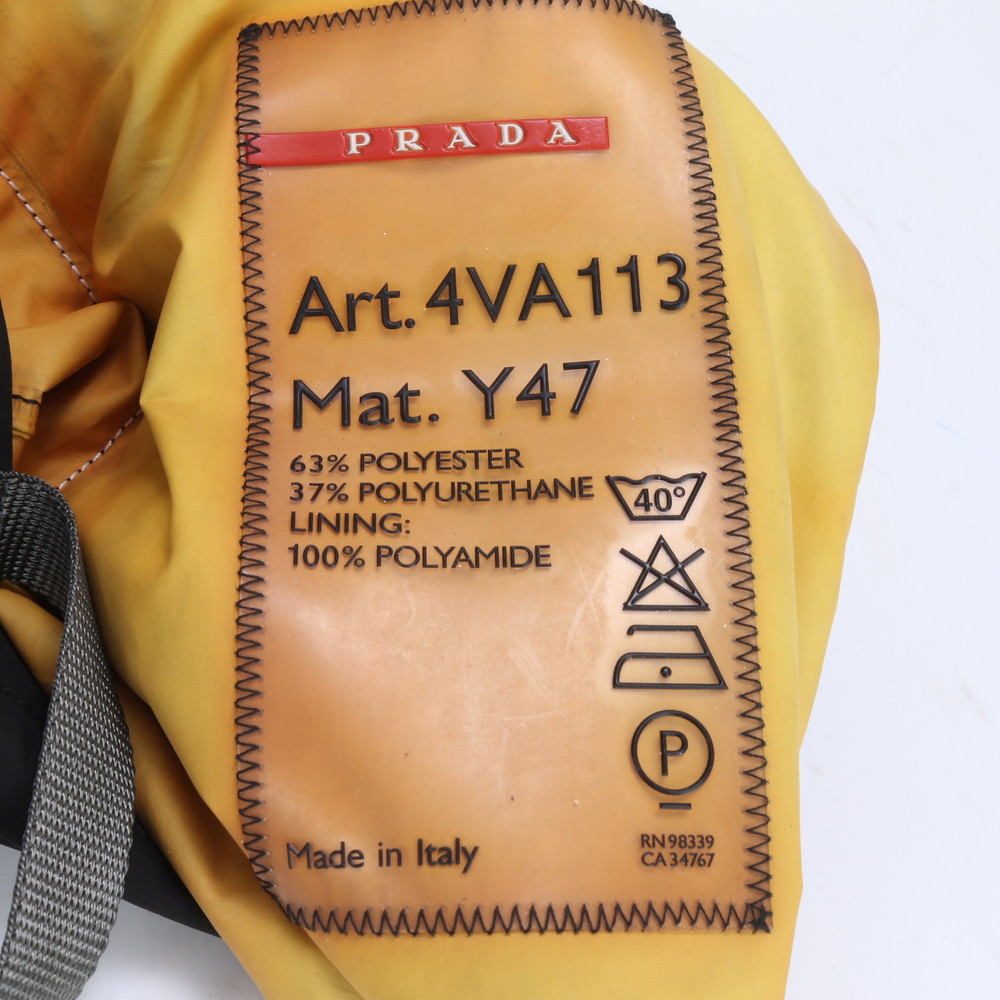 PRADA
Art. 4VA113
Mat. Y47
63% POLYESTER
37% POLYURETHANE
LINING:
100% POLYAMIDE
40°
P
Made in Italy
RN 98339
CA 34767